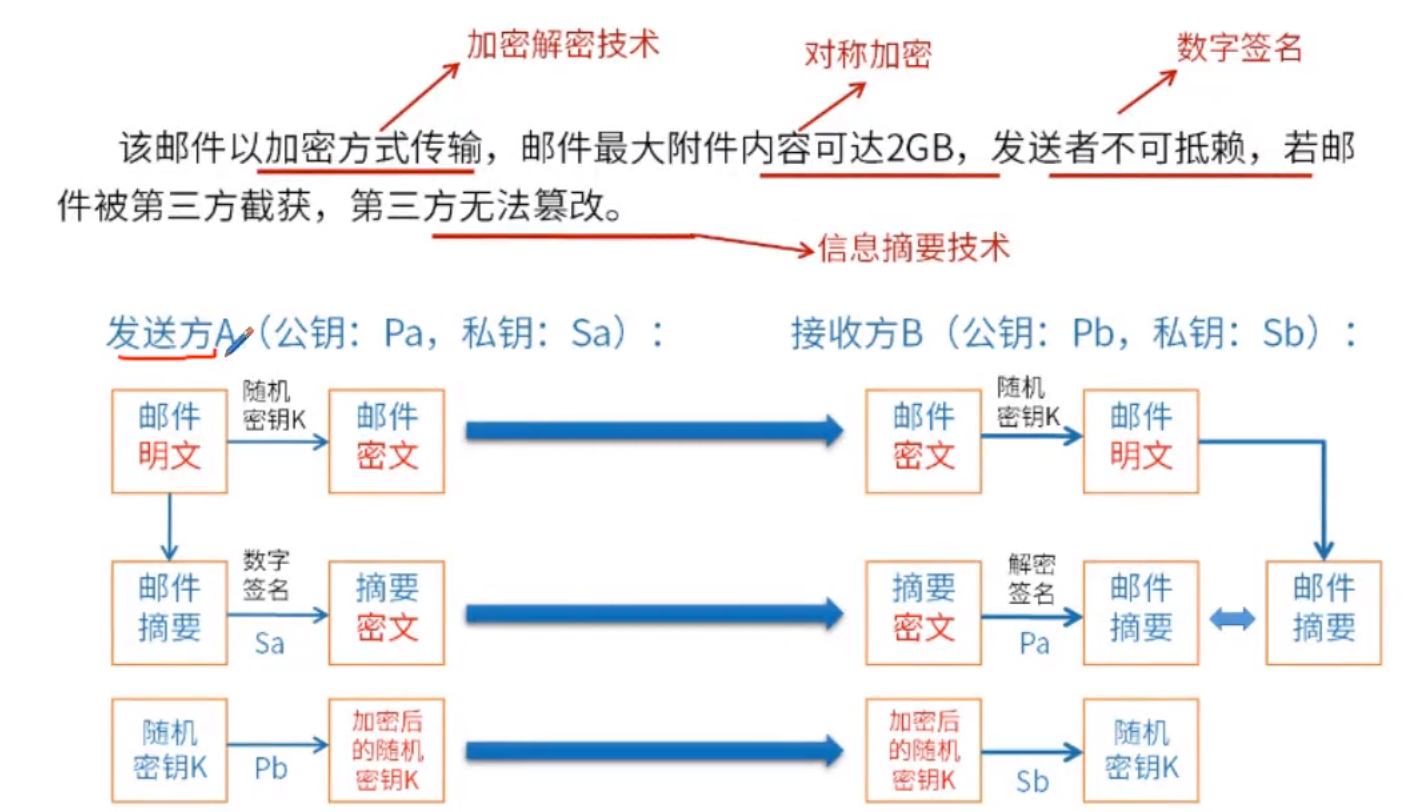 加密解密技术
对称加密
数字签名
该邮件以加密方式传输，邮件最大附件内容可达2GB，发送者不可抵赖，若邮
件被第三方截获，第三方无法篡改。
信息摘要技术
发送方A（公钥：Pa，私钥：Sa）：
接收方B（公钥：Pb，私钥：Sb）：
邮件
明文
随机
密钥K
邮件
密文
邮件
密文
随机
密钥K
邮件
明文
邮件
摘要
数字
签名
Sa
摘要
密文
摘要
密文
解密
签名
Pa
邮件
摘要
邮件
摘要
随机
密钥K
Pb
加密后
的随机
密钥K
加密后
的随机
密钥K
Sb
随机
密钥K